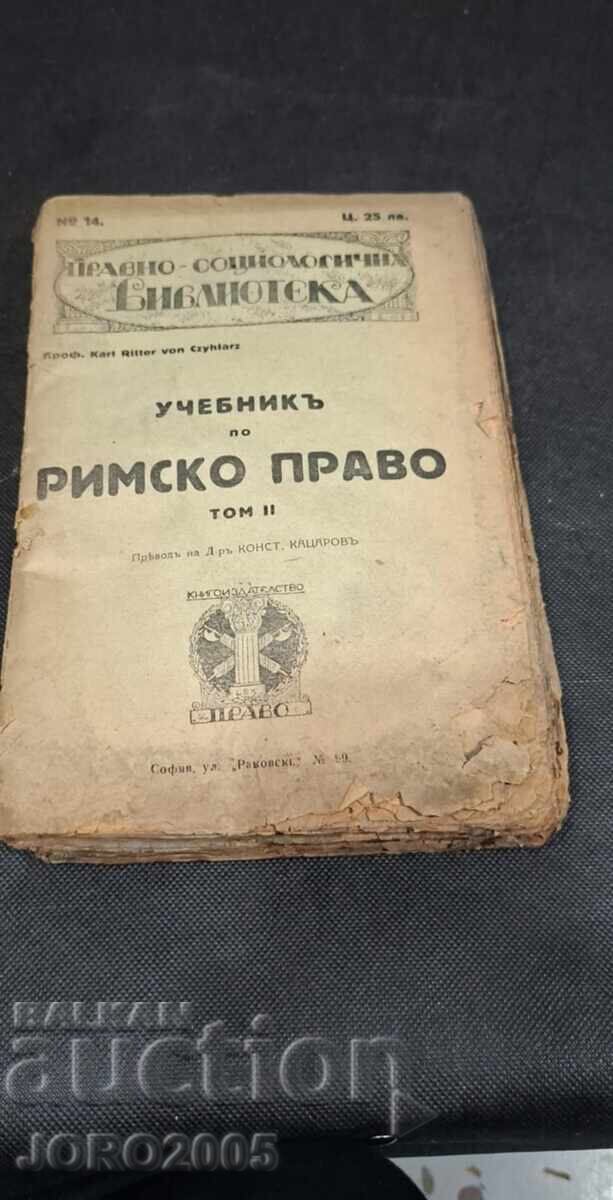 № 14.
Ц. 25 лв.
ПРАВНО-СОЦИОЛОГИЧНА
БИБЛИОТЕКА
Проф. Karl Ritter von Czyhlarz
УЧЕБНИКЪ
по
РИМСКО ПРАВО
ТОМ II
Прѣводъ на Д-ръ КОНСТ. КАЦАРОВЪ
КНИГОИЗДАТЕЛСТВО
ПРАВО
София, ул. „Раковски“ №
BALKAN
auction
JORO2005